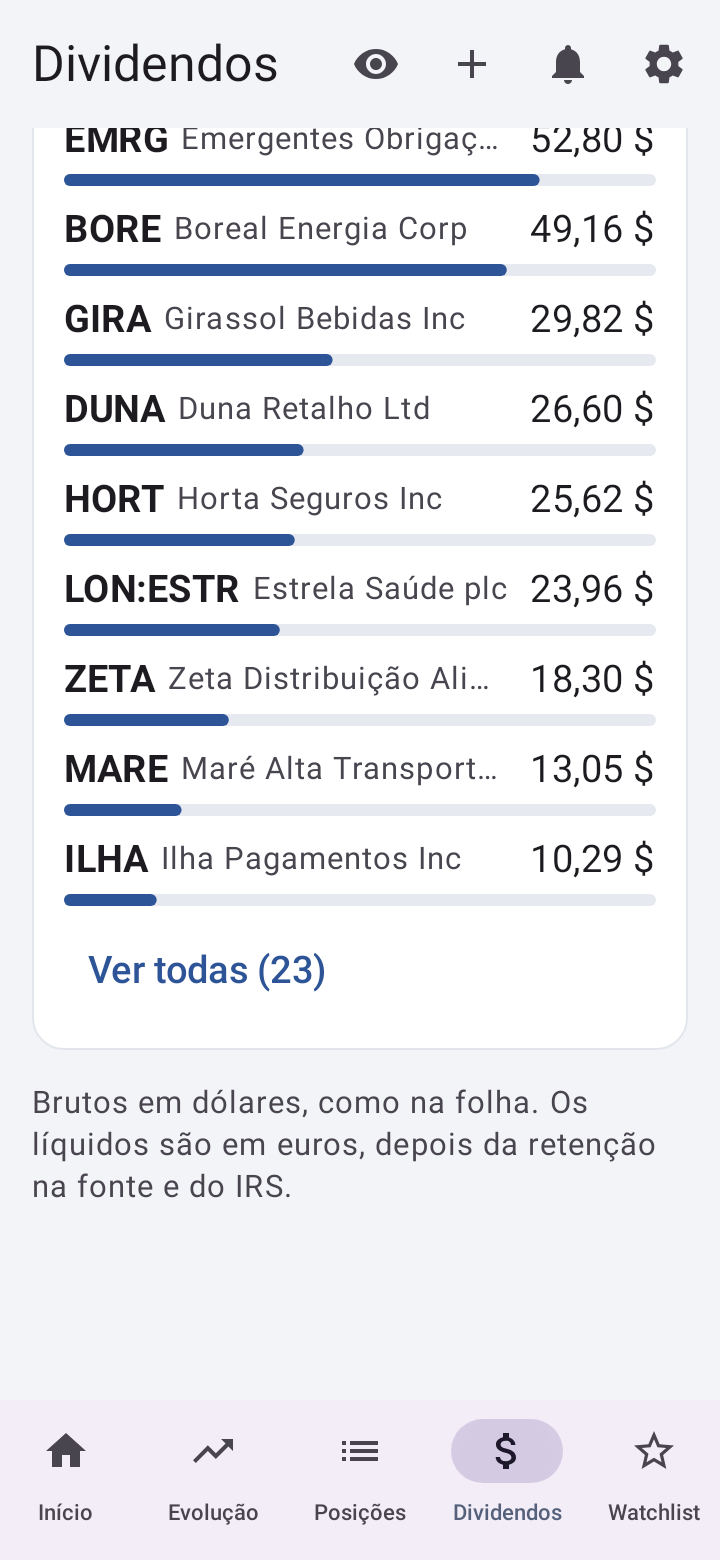 Dividendos
EMRG Emergentes Obrigaç... 52,80 $
BORE Boreal Energia Corp 49,16 $
GIRA Girassol Bebidas Inc 29,82 $
DUNA Duna Retalho Ltd 26,60 $
HORT Horta Seguros Inc 25,62 $
LON:ESTR Estrela Saúde plc 23,96 $
ZETA Zeta Distribuição Ali... 18,30 $
MARE Maré Alta Transport... 13,05 $
ILHA Ilha Pagamentos Inc 10,29 $
Ver todas (23)
Brutos em dólares, como na folha. Os
líquidos são em euros, depois da retenção
na fonte e do IRS.
Início Evolução Posições Dividendos Watchlist